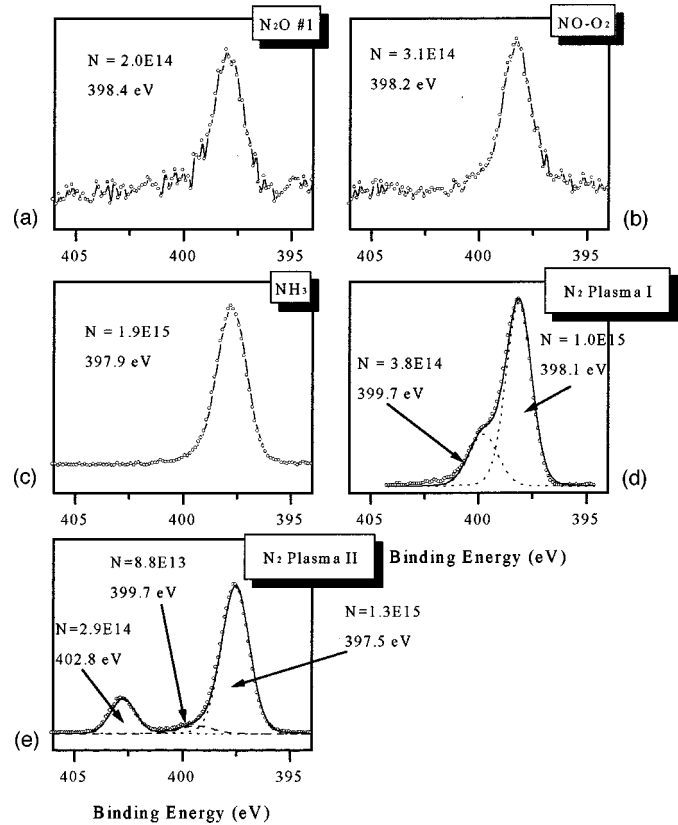 N₂O #1
N = 2.0E14
398.4 eV
(a)
405 400 395
NO-O₂
N = 3.1E14
398.2 eV
(b)
405 400 395
NH₃
N = 1.9E15
397.9 eV
(c)
405 400 395
N₂ Plasma I
N = 1.0E15
398.1 eV
N = 3.8E14
399.7 eV
(d)
405 400 395
Binding Energy (eV)
N₂ Plasma II
N=8.8E13
399.7 eV
N=1.3E15
397.5 eV
N=2.9E14
402.8 eV
(e)
405 400 395
Binding Energy (eV)